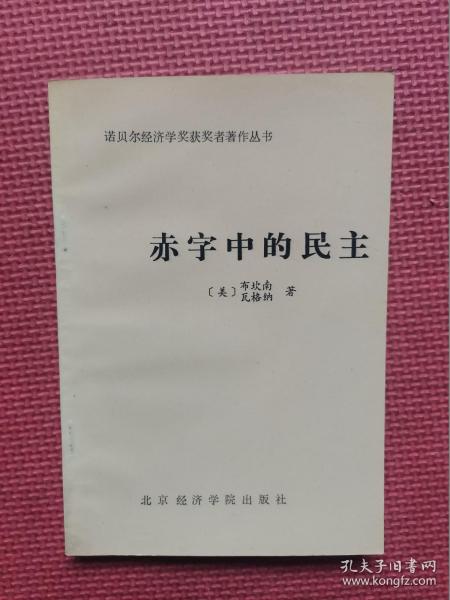 诺贝尔经济学奖获奖者著作丛书
赤字中的民主
〔美〕布坎南 著
瓦格纳
北京经济学院出版社
孔夫子旧书网
www.kongfz.com